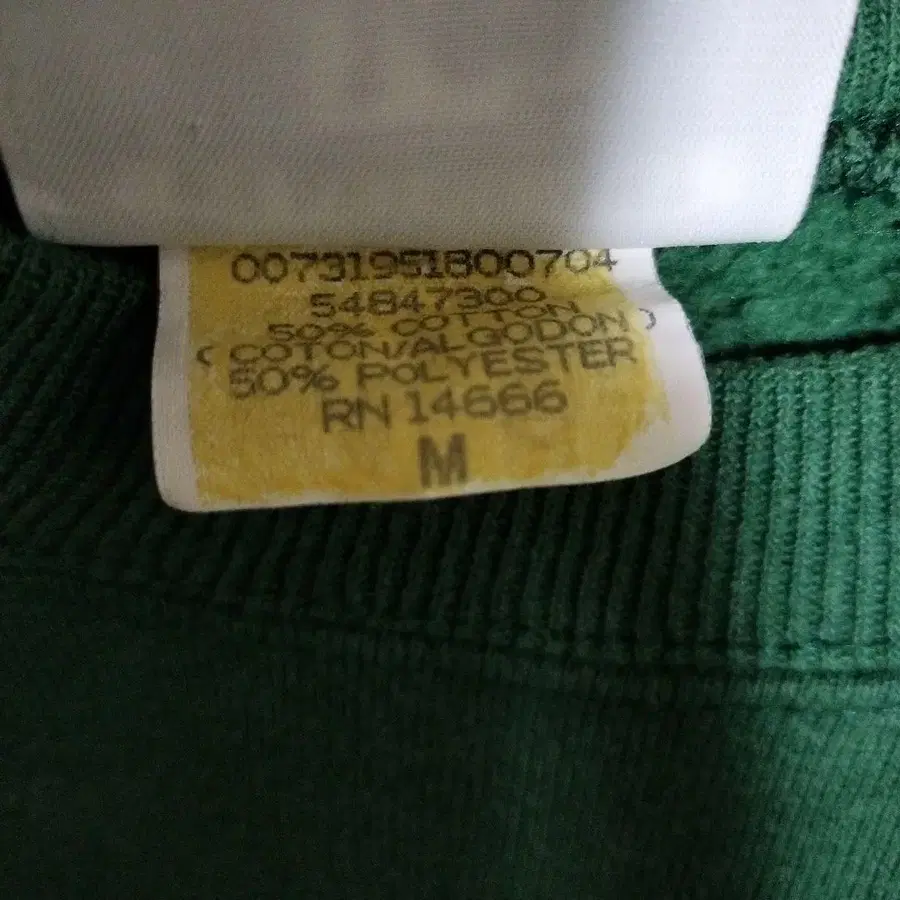 00731951800704
54847300
50% COTTON
( COTON/ALGODON )
50% POLYESTER
RN 14666
M